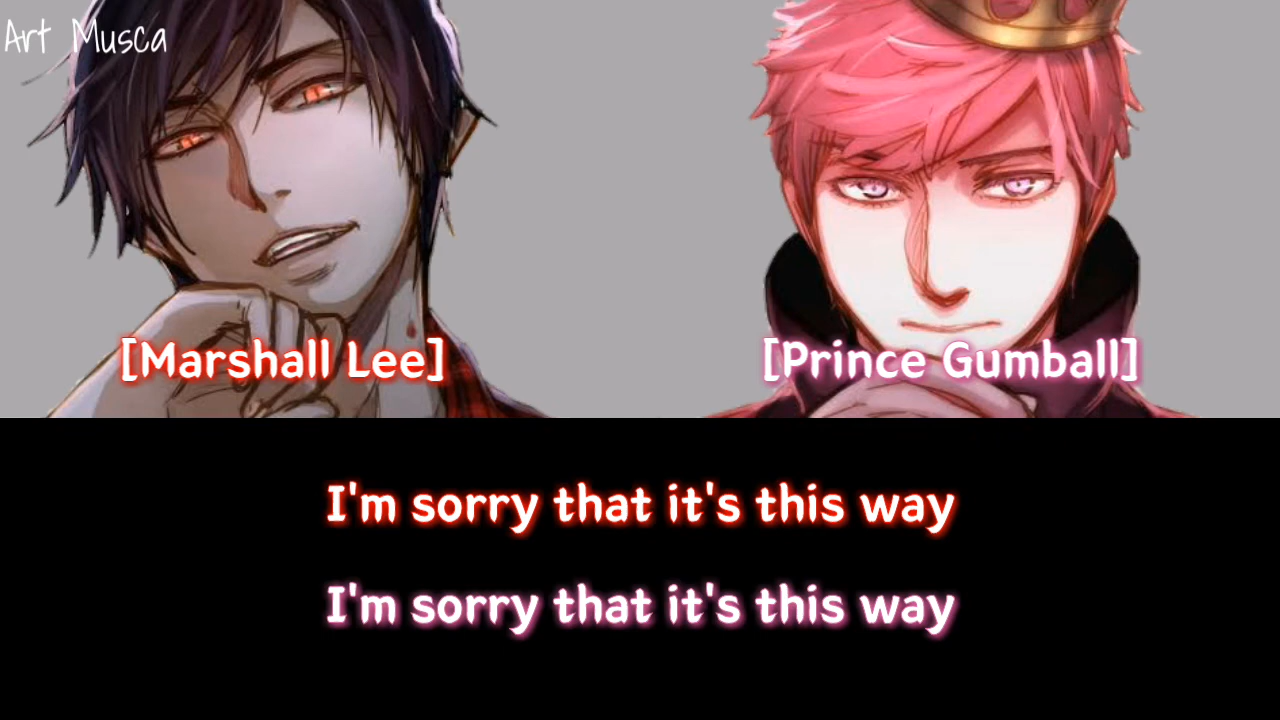 Art Musca
[Marshall Lee]
[Prince Gumball]
I'm sorry that it's this way
I'm sorry that it's this way